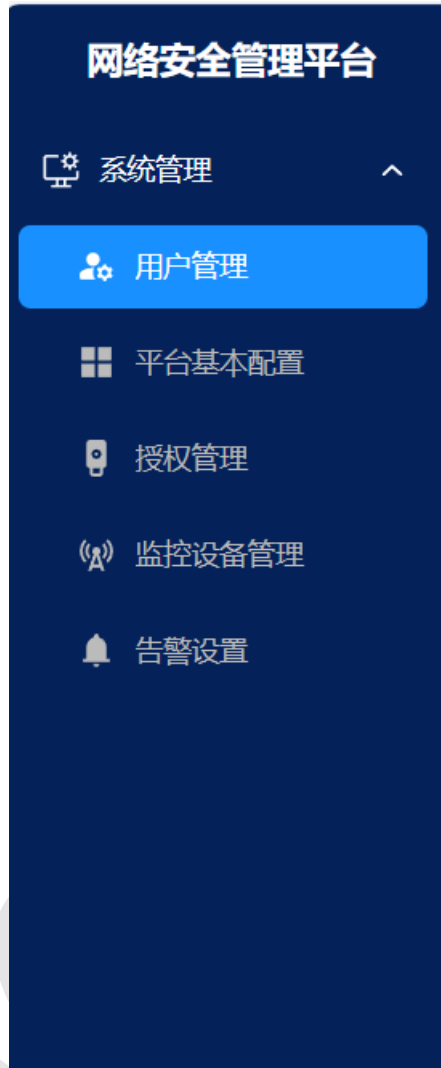 网络安全管理平台
系统管理
用户管理
平台基本配置
授权管理
监控设备管理
告警设置